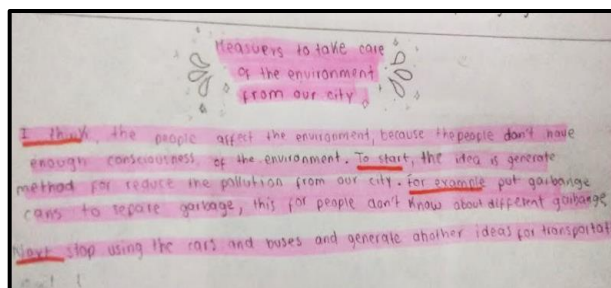 Measuers to take care
of the environment
from our city
I think, the people affect the environment, because the people don't have
enough consciousness, of the environment. To start, the idea is generate
method for reduce the pollution from our city. For example put garbange
cans to separe garbage, this for people don't know about different garbange,
Next stop using the cars and buses and generate another ideas for transportat